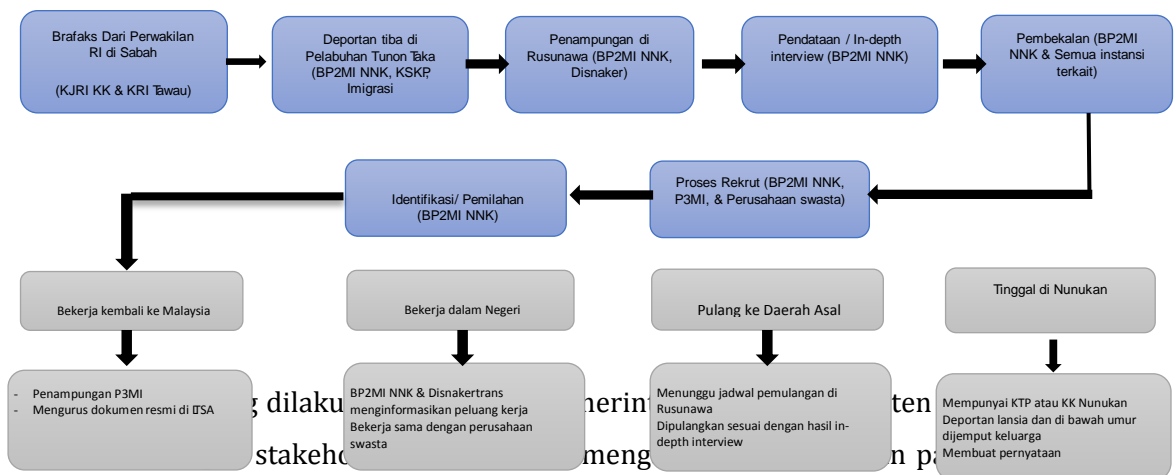 Brafaks Dari Perwakilan
RI di Sabah
(KJRI KK & KRI Tawau)
Deportan tiba di
Pelabuhan Tunon Taka
(BP2MI NNK, KSKP,
Imigrasi
Penampungan di
Rusunawa (BP2MI NNK,
Disnaker)
Pendataan / In-depth
interview (BP2MI NNK)
Pembekalan (BP2MI
NNK & Semua instansi
terkait)
Proses Rekrut (BP2MI NNK,
P3MI, & Perusahaan swasta)
Identifikasi/ Pemilahan
(BP2MI NNK)
Bekerja kembali ke Malaysia
Bekerja dalam Negeri
Pulang ke Daerah Asal
Tinggal di Nunukan
- Penampungan P3MI
- Mengurus dokumen resmi di LTSA
BP2MI NNK & Disnakertrans
menginformasikan peluang kerja
Bekerja sama dengan perusahaan
swasta
Menunggu jadwal pemulangan di
Rusunawa
Dipulangkan sesuai dengan hasil in-
depth interview
Mempunyai KTP atau KK Nunukan
Deportan lansia dan di bawah umur
dijemput keluarga
Membuat pernyataan